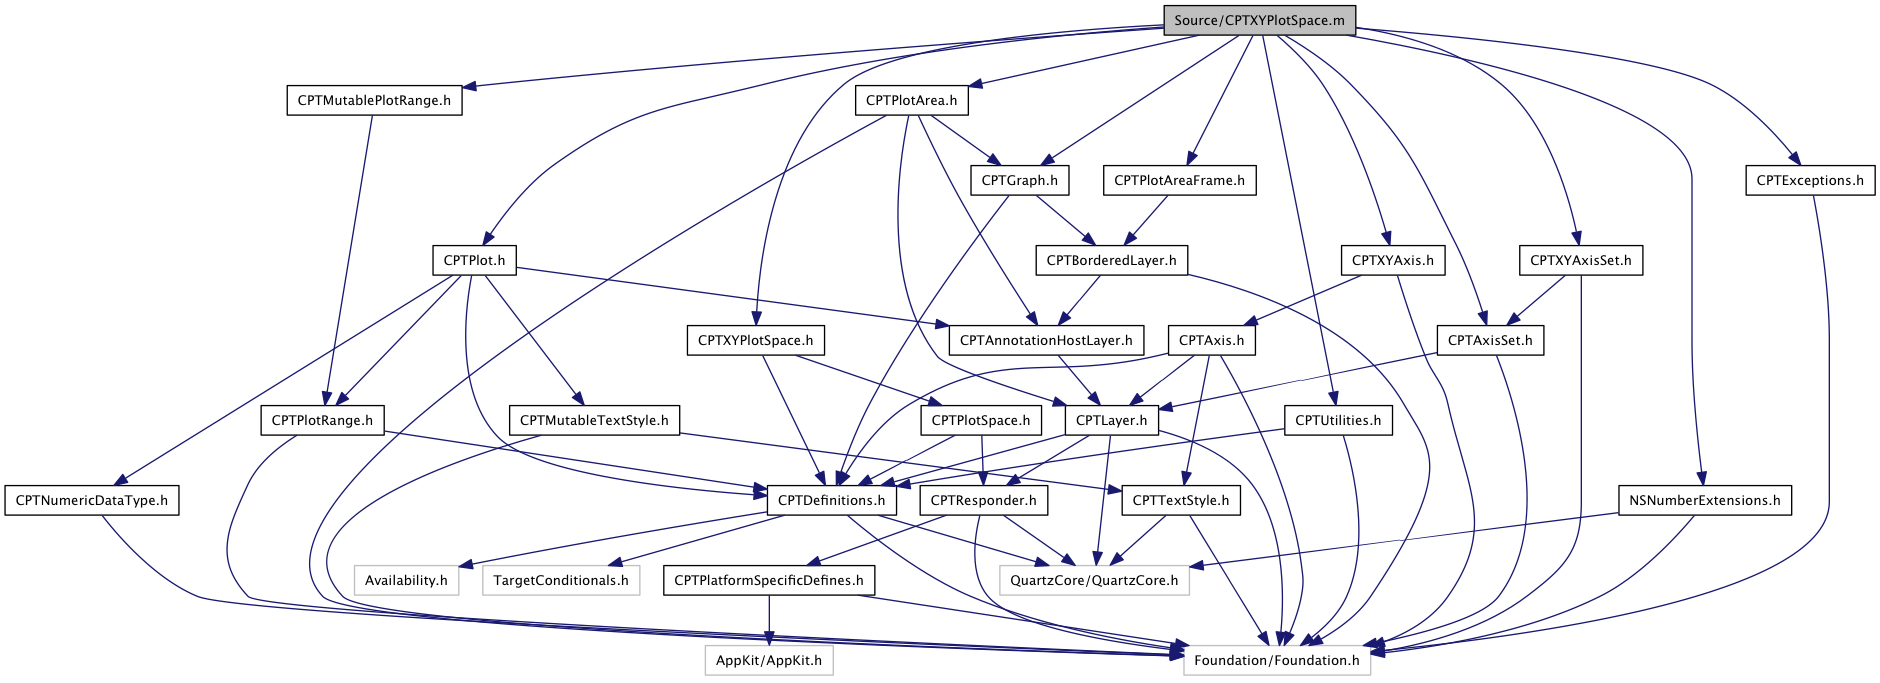 Source/CPTXYPlotSpace.m
CPTMutablePlotRange.h
CPTPlotArea.h
CPTGraph.h
CPTPlotAreaFrame.h
CPTExceptions.h
CPTPlot.h
CPTBorderedLayer.h
CPTXYAxis.h
CPTXYAxisSet.h
CPTXYPlotSpace.h
CPTAnnotationHostLayer.h
CPTAxis.h
CPTAxisSet.h
CPTPlotRange.h
CPTMutableTextStyle.h
CPTPlotSpace.h
CPTLayer.h
CPTUtilities.h
CPTNumericDataType.h
CPTDefinitions.h
CPTResponder.h
CPTTextStyle.h
NSNumberExtensions.h
Availability.h
TargetConditionals.h
CPTPlatformSpecificDefines.h
QuartzCore/QuartzCore.h
AppKit/AppKit.h
Foundation/Foundation.h